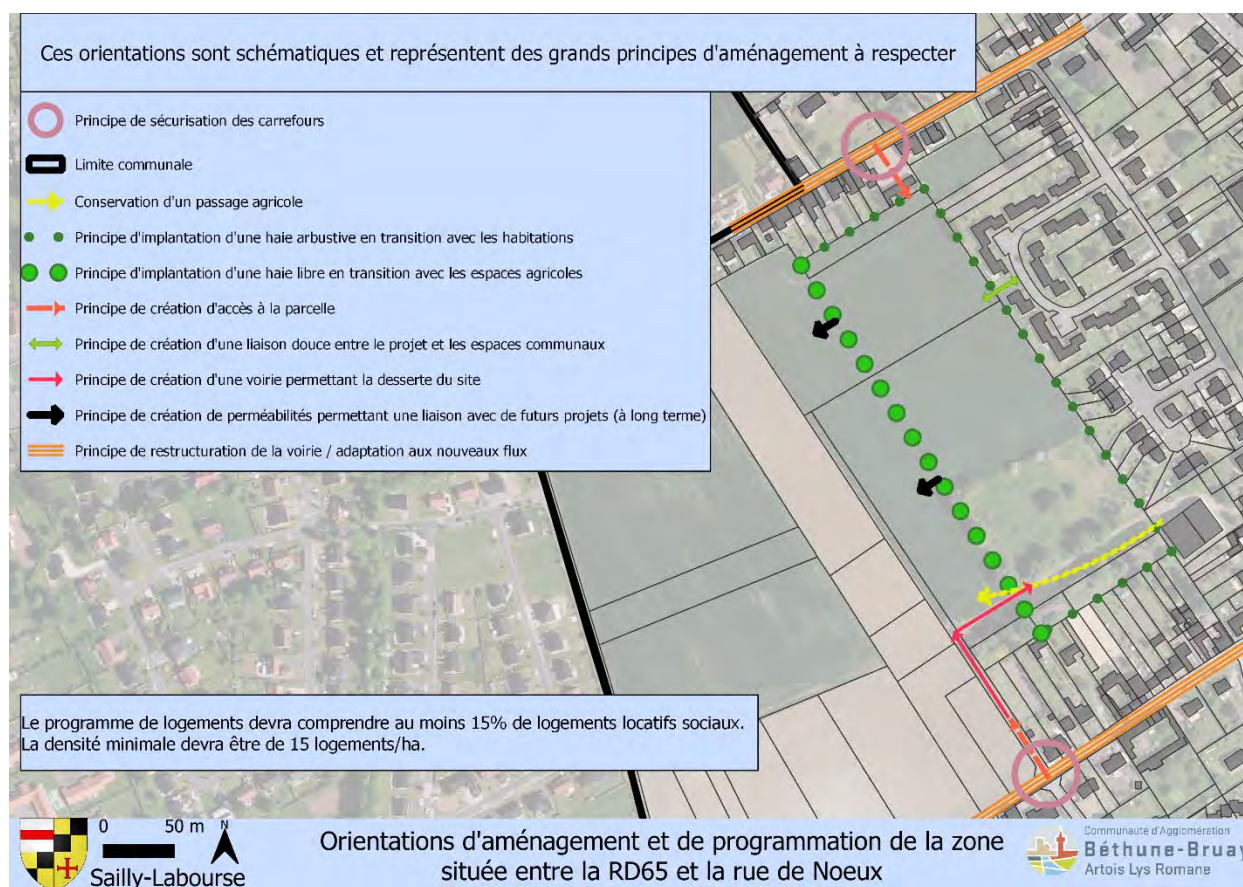 Ces orientations sont schématiques et représentent des grands principes d'aménagement à respecter
Principe de sécurisation des carrefours
Limite communale
Conservation d'un passage agricole
Principe d'implantation d'une haie arbustive en transition avec les habitations
Principe d'implantation d'une haie libre en transition avec les espaces agricoles
Principe de création d'accès à la parcelle
Principe de création d'une liaison douce entre le projet et les espaces communaux
Principe de création d'une voirie permettant la desserte du site
Principe de création de perméabilités permettant une liaison avec de futurs projets (à long terme)
Principe de restructuration de la voirie / adaptation aux nouveaux flux
Le programme de logements devra comprendre au moins 15% de logements locatifs sociaux.
La densité minimale devra être de 15 logements/ha.
0 50 m N
Sailly-Labourse
Orientations d'aménagement et de programmation de la zone
située entre la RD65 et la rue de Noeux
Communauté d'Agglomération
Béthune-Bruay
Artois Lys Romane